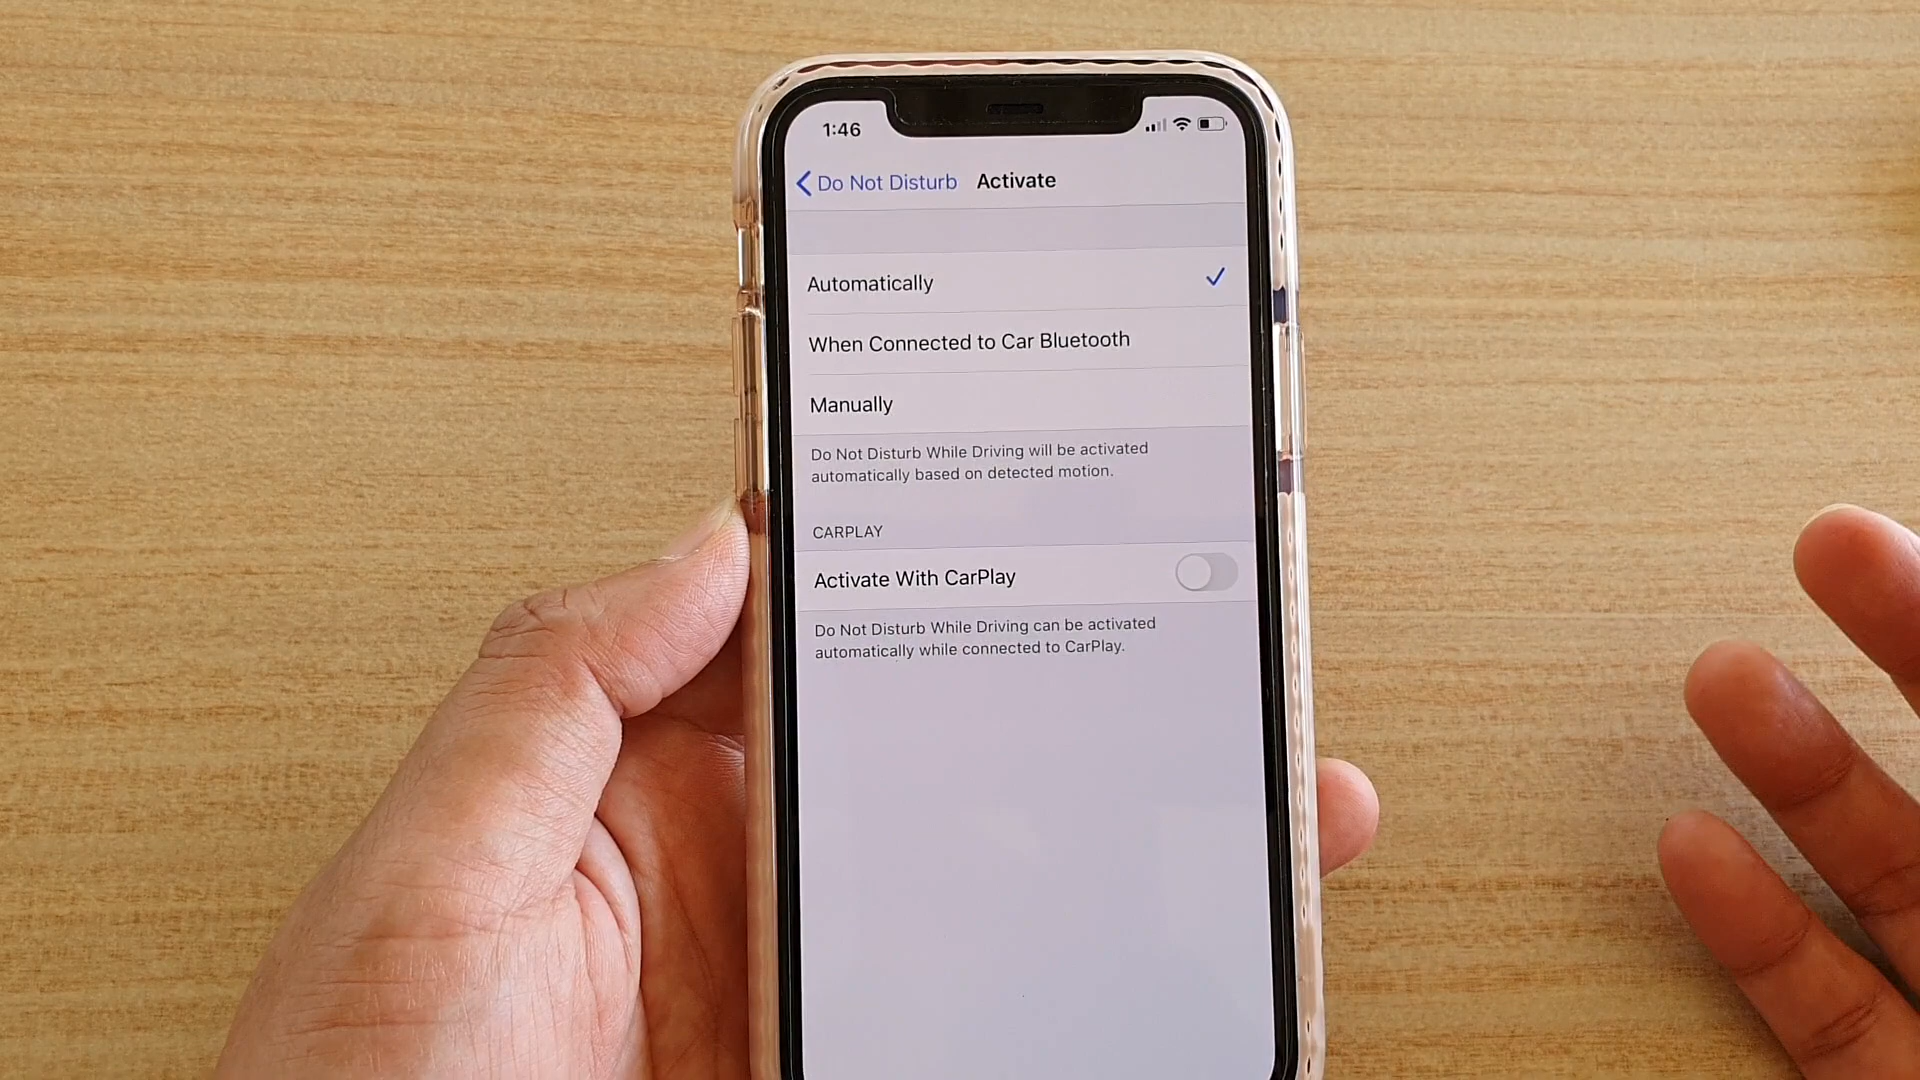 1:46
Do Not Disturb Activate
Automatically
When Connected to Car Bluetooth
Manually
Do Not Disturb While Driving will be activated
automatically based on detected motion.
CARPLAY
Activate With CarPlay
Do Not Disturb While Driving can be activated
automatically while connected to CarPlay.